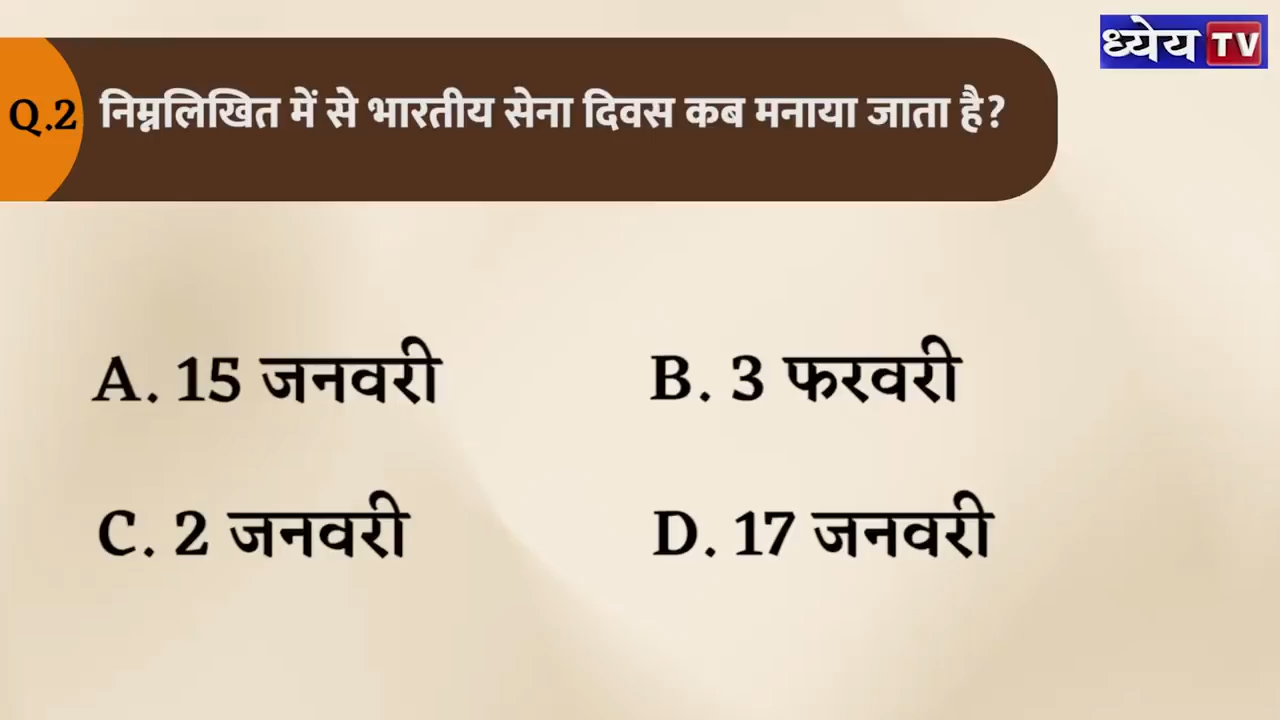 ध्येय TV
Q.2 निम्नलिखित में से भारतीय सेना दिवस कब मनाया जाता है?
A. 15 जनवरी
B. 3 फरवरी
C. 2 जनवरी
D. 17 जनवरी